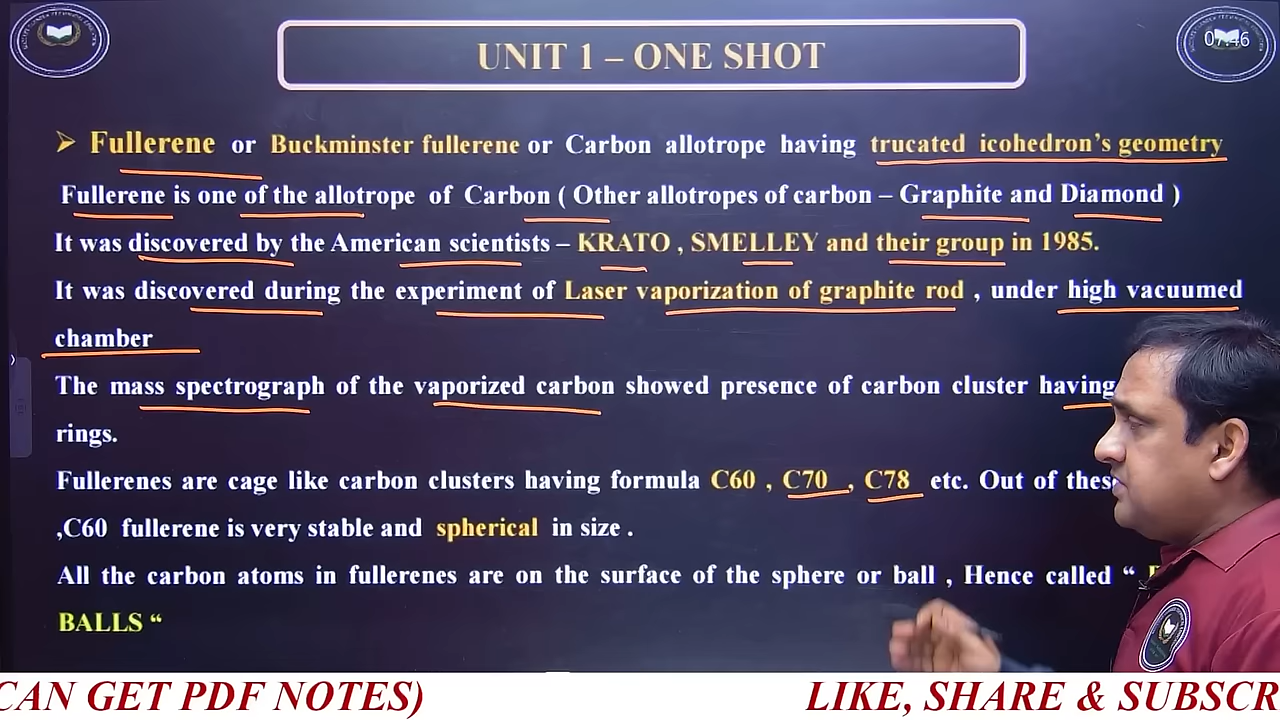 UNIT 1 – ONE SHOT
07:46
➢ Fullerene or Buckminster fullerene or Carbon allotrope having trucated icohedron's geometry
Fullerene is one of the allotrope of Carbon ( Other allotropes of carbon – Graphite and Diamond )
It was discovered by the American scientists – KRATO , SMELLEY and their group in 1985.
It was discovered during the experiment of Laser vaporization of graphite rod , under high vacuumed
chamber
The mass spectrograph of the vaporized carbon showed presence of carbon cluster having
rings.
Fullerenes are cage like carbon clusters having formula C60 , C70 , C78 etc. Out of these
,C60 fullerene is very stable and spherical in size .
All the carbon atoms in fullerenes are on the surface of the sphere or ball , Hence called “
BALLS “
CAN GET PDF NOTES)
LIKE, SHARE & SUBSCR